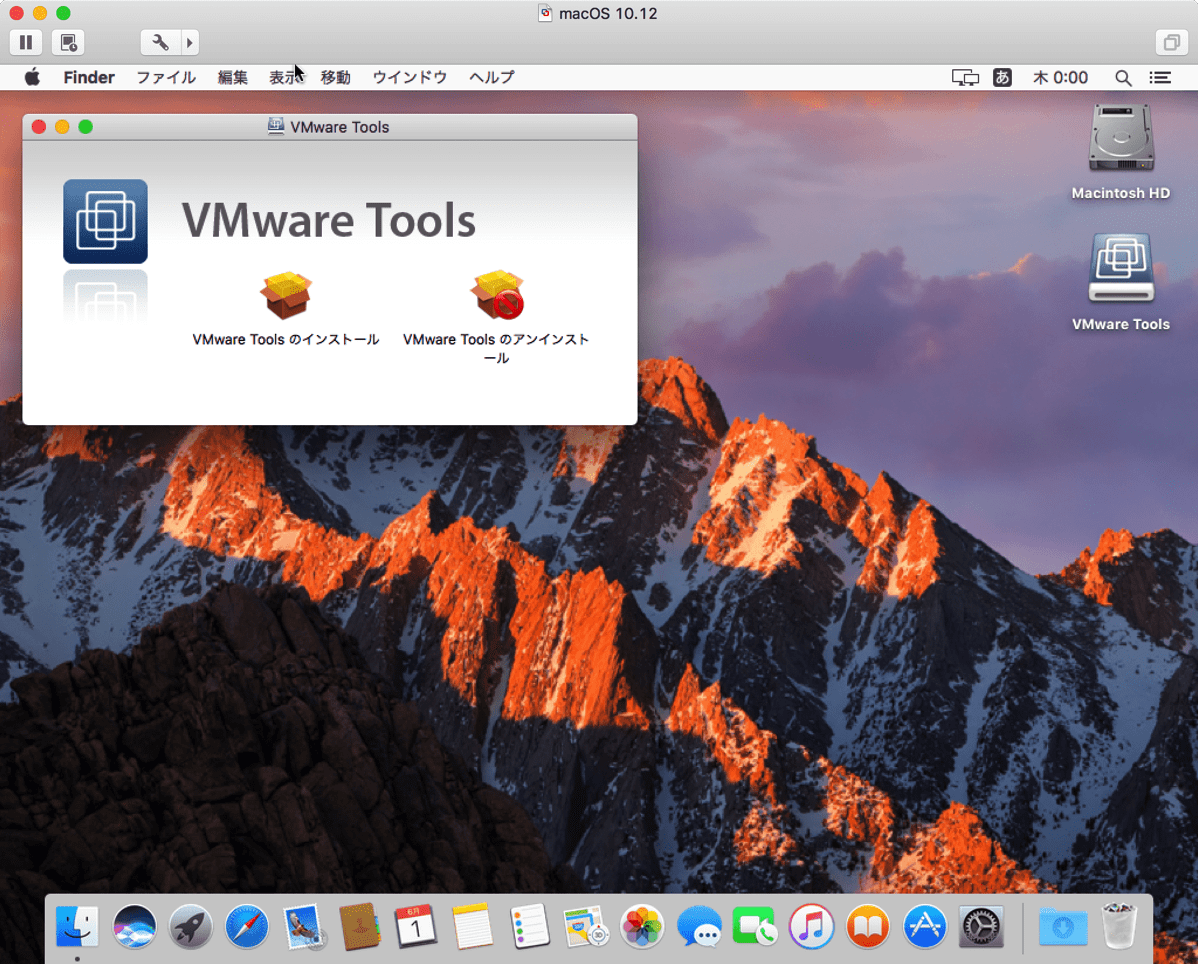 macOS 10.12
Finder ファイル 編集 表示 移動 ウインドウ ヘルプ あ 木 0:00
VMware Tools
Macintosh HD
VMware Tools
VMware Tools のインストール
VMware Tools のアンインスト
ール
VMware Tools
6月
1
3D